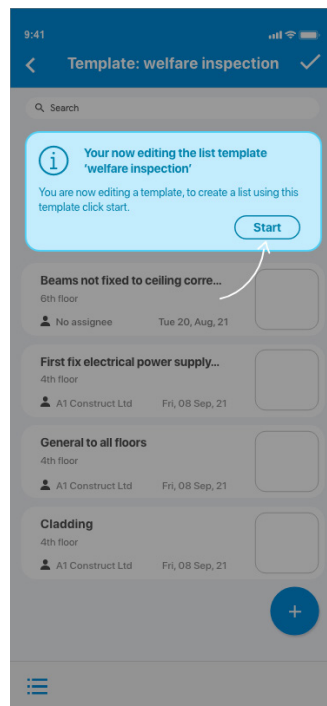 9:41
Template: welfare inspection
Search
Your now editing the list template
'welfare inspection'
You are now editing a template, to create a list using this
template click start.
Start
Beams not fixed to ceiling corre...
6th floor
No assignee Tue 20, Aug, 21
First fix electrical power supply...
4th floor
A1 Construct Ltd Fri, 08 Sep, 21
General to all floors
4th floor
A1 Construct Ltd Fri, 08 Sep, 21
Cladding
4th floor
A1 Construct Ltd Fri, 08 Sep, 21